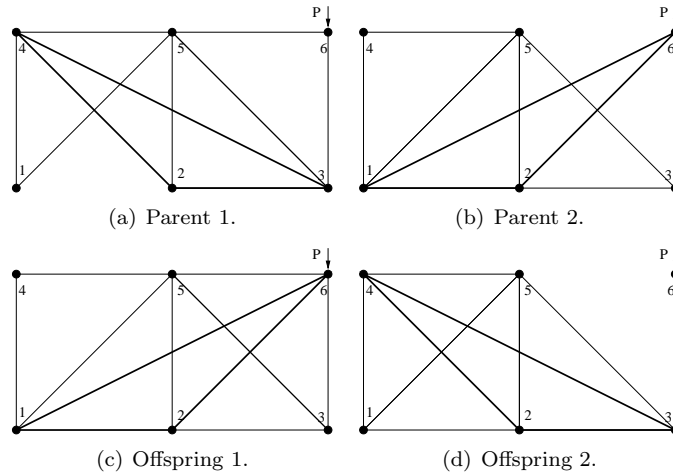 P P
4 5 6 4 5 6
1 2 3 1 2 3
(a) Parent 1. (b) Parent 2.
P P
4 5 6 4 5 6
1 2 3 1 2 3
(c) Offspring 1. (d) Offspring 2.